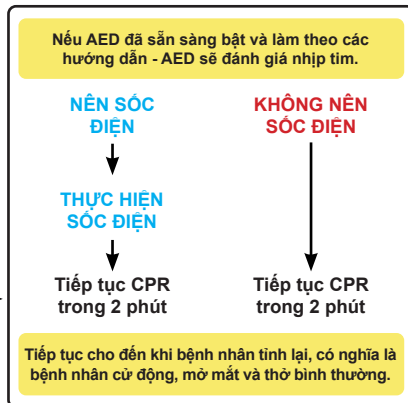 Nếu AED đã sẵn sàng bật và làm theo các
hướng dẫn - AED sẽ đánh giá nhịp tim.
NÊN SỐC
ĐIỆN
THỰC HIỆN
SỐC ĐIỆN
Tiếp tục CPR
trong 2 phút
KHÔNG NÊN
SỐC ĐIỆN
Tiếp tục CPR
trong 2 phút
Tiếp tục cho đến khi bệnh nhân tỉnh lại, có nghĩa là
bệnh nhân cử động, mở mắt và thở bình thường.